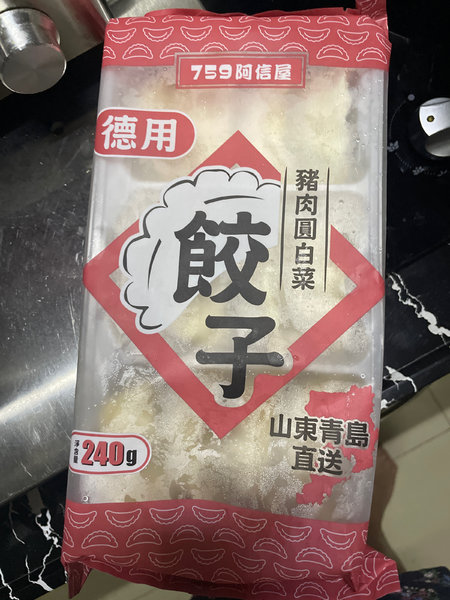 759阿信屋
德用
豬肉圓白菜
餃子
山東青島
直送
淨含量
240g